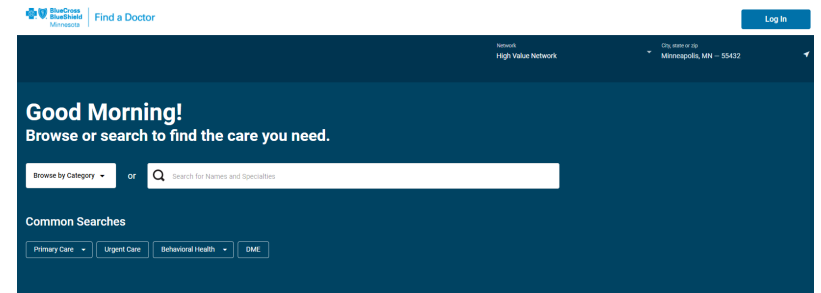 BlueCross
BlueShield
Minnesota
Find a Doctor
Log In
Network
High Value Network
City, state or zip
Minneapolis, MN — 55432
Good Morning!
Browse or search to find the care you need.
Browse by Category
or
Search for Names and Specialties
Common Searches
Primary Care
Urgent Care
Behavioral Health
DME